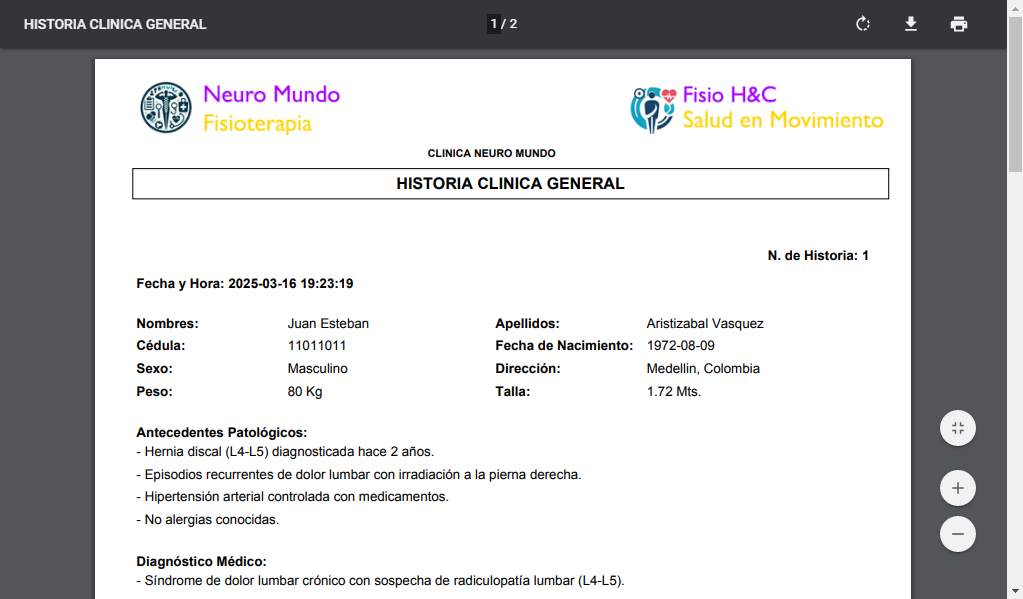 HISTORIA CLINICA GENERAL
1 / 2
Neuro Mundo
Fisioterapia
Fisio H&C
Salud en Movimiento
CLINICA NEURO MUNDO
HISTORIA CLINICA GENERAL
N. de Historia: 1
Fecha y Hora: 2025-03-16 19:23:19
Nombres: Juan Esteban Apellidos: Aristizabal Vasquez
Cédula: 11011011 Fecha de Nacimiento: 1972-08-09
Sexo: Masculino Dirección: Medellin, Colombia
Peso: 80 Kg Talla: 1.72 Mts.
Antecedentes Patológicos:
- Hernia discal (L4-L5) diagnosticada hace 2 años.
- Episodios recurrentes de dolor lumbar con irradiación a la pierna derecha.
- Hipertensión arterial controlada con medicamentos.
- No alergias conocidas.
Diagnóstico Médico:
- Síndrome de dolor lumbar crónico con sospecha de radiculopatía lumbar (L4-L5).